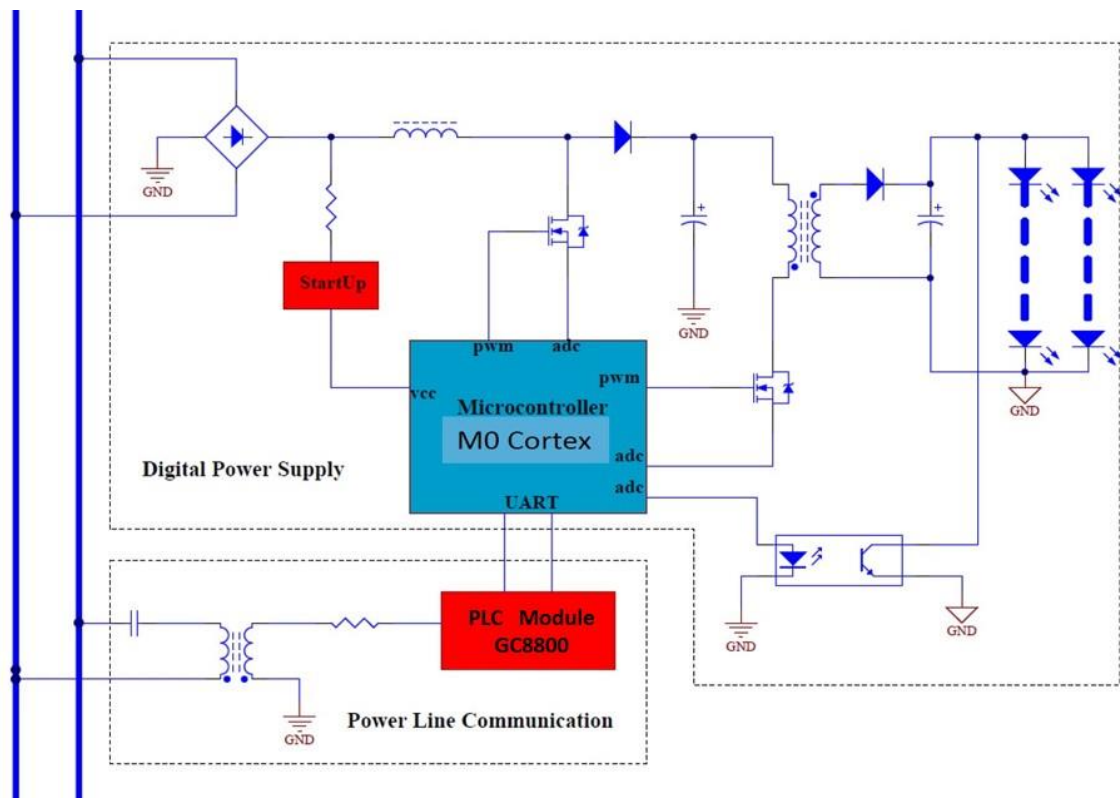 GND
StartUp
GND
pwm
adc
pwm
vcc
Microcontroller
M0 Cortex
GND
adc
Digital Power Supply
adc
UART
PLC Module
GC8800
GND
GND
Power Line Communication
GND
+
+